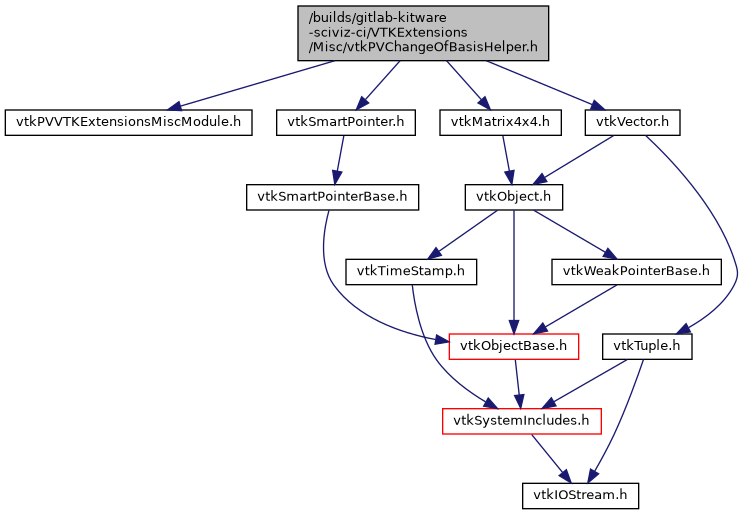 /builds/gitlab-kitware
-sciviz-ci/VTKExtensions
/Misc/vtkPVChangeOfBasisHelper.h
vtkPVVTKExtensionsMiscModule.h
vtkSmartPointer.h
vtkMatrix4x4.h
vtkVector.h
vtkSmartPointerBase.h
vtkObject.h
vtkTimeStamp.h
vtkWeakPointerBase.h
vtkObjectBase.h
vtkTuple.h
vtkSystemIncludes.h
vtkIOStream.h